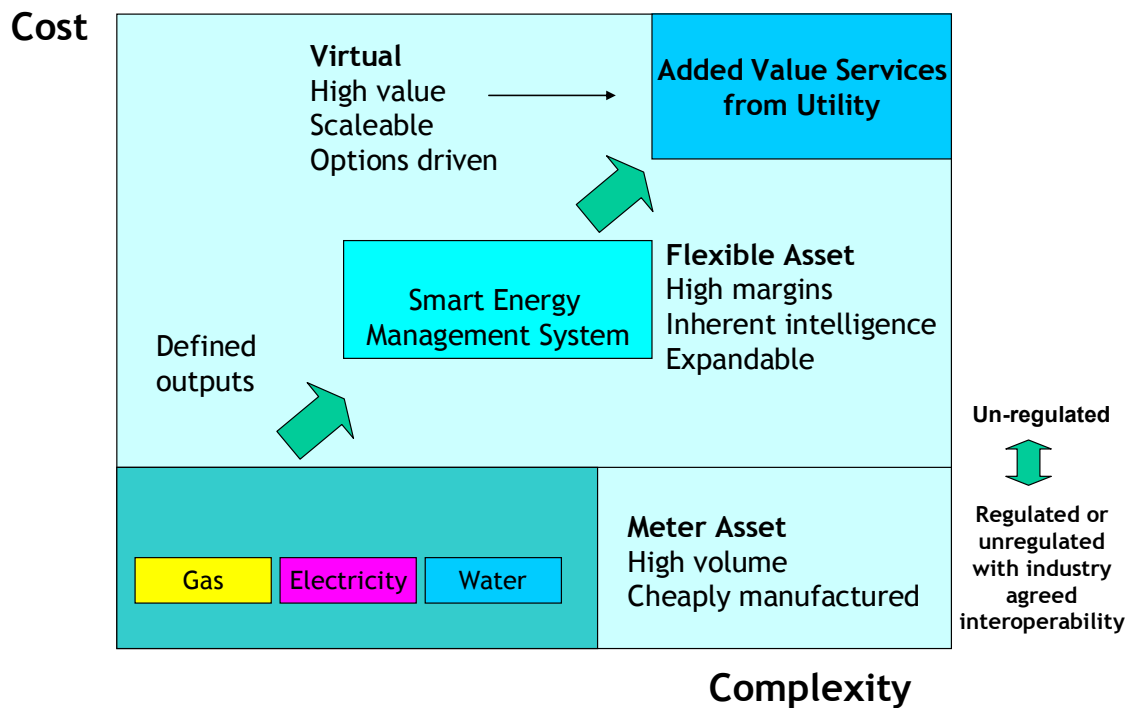 Cost
Virtual
High value
Scaleable
Options driven
Added Value Services
from Utility
Flexible Asset
High margins
Inherent intelligence
Expandable
Smart Energy
Management System
Defined
outputs
Un-regulated
Regulated or
unregulated
with industry
agreed
interoperability
Meter Asset
High volume
Cheaply manufactured
Gas
Electricity
Water
Complexity